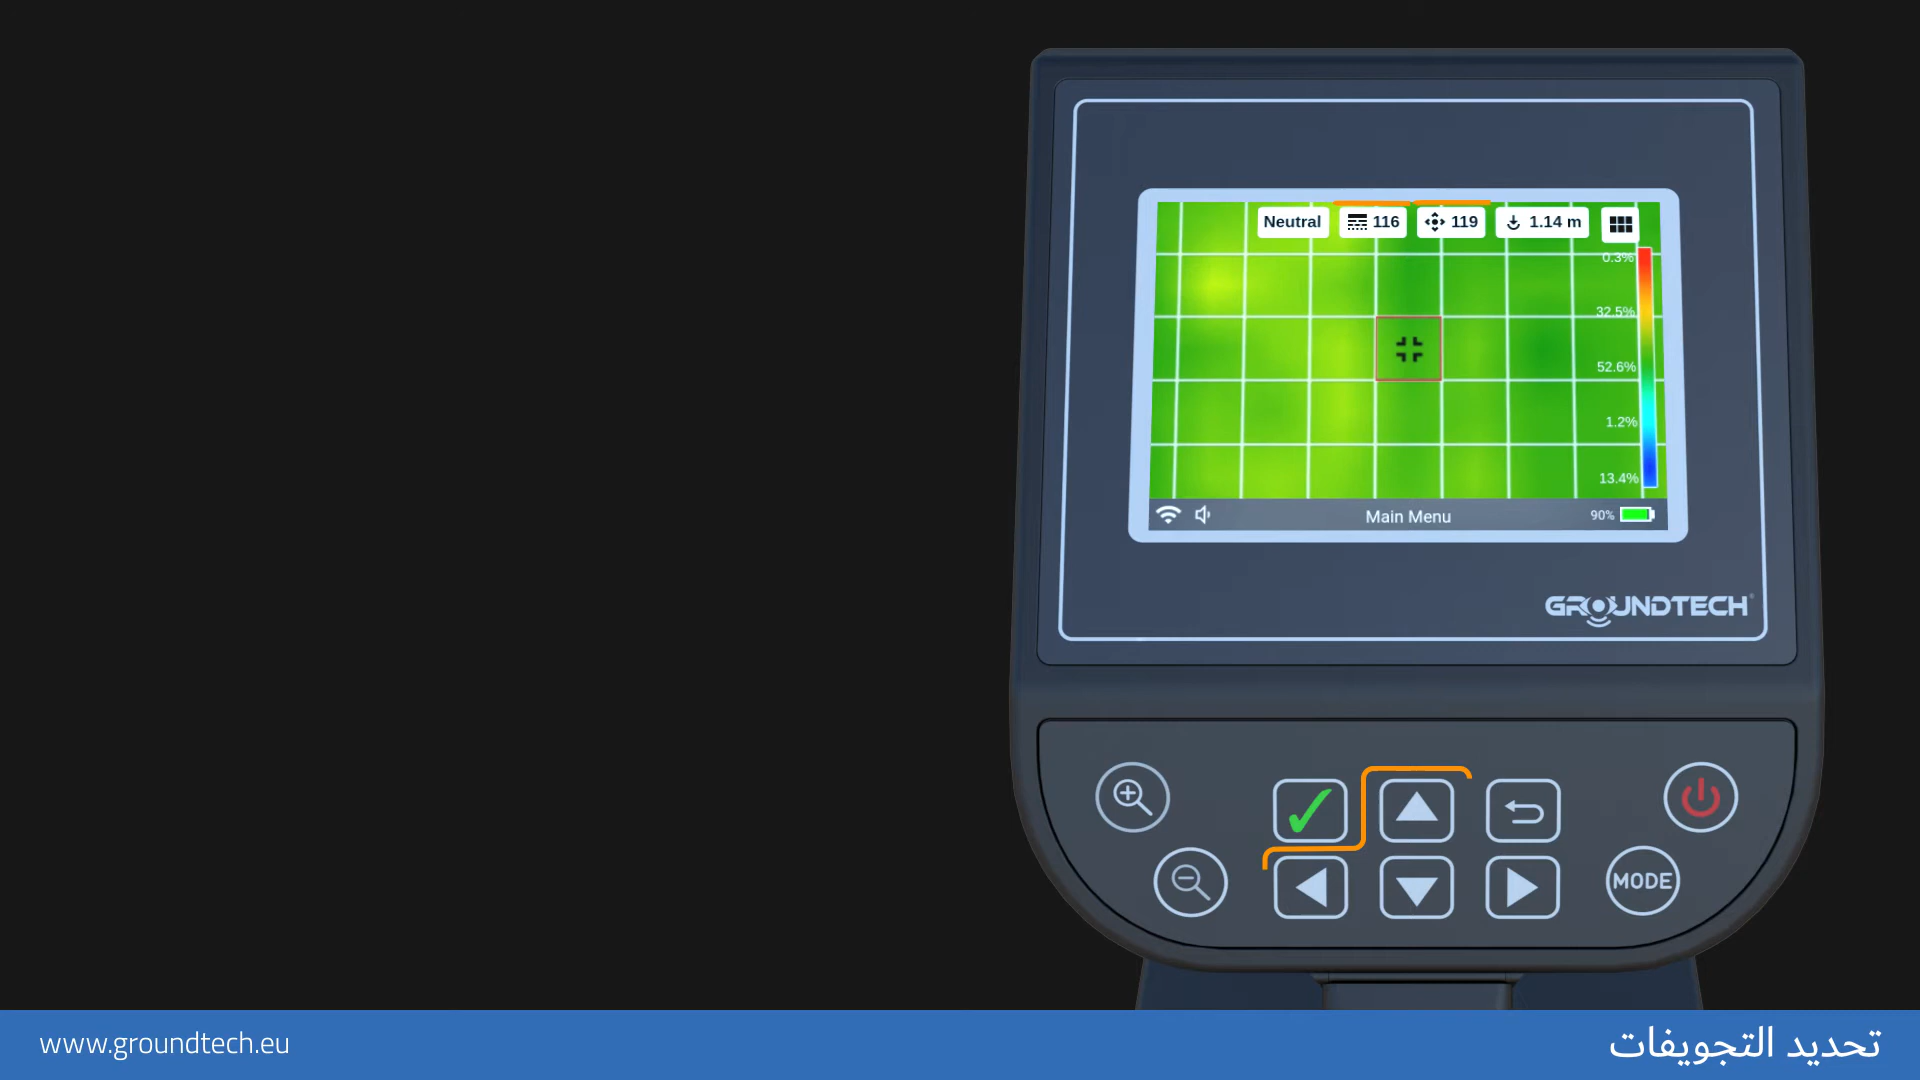 Neutral 116 119 1.14 m
0.3%
32.5%
52.6%
1.2%
13.4%
Main Menu 90%
GROUNDTECH
MODE
www.groundtech.eu
تحديد التجويفات